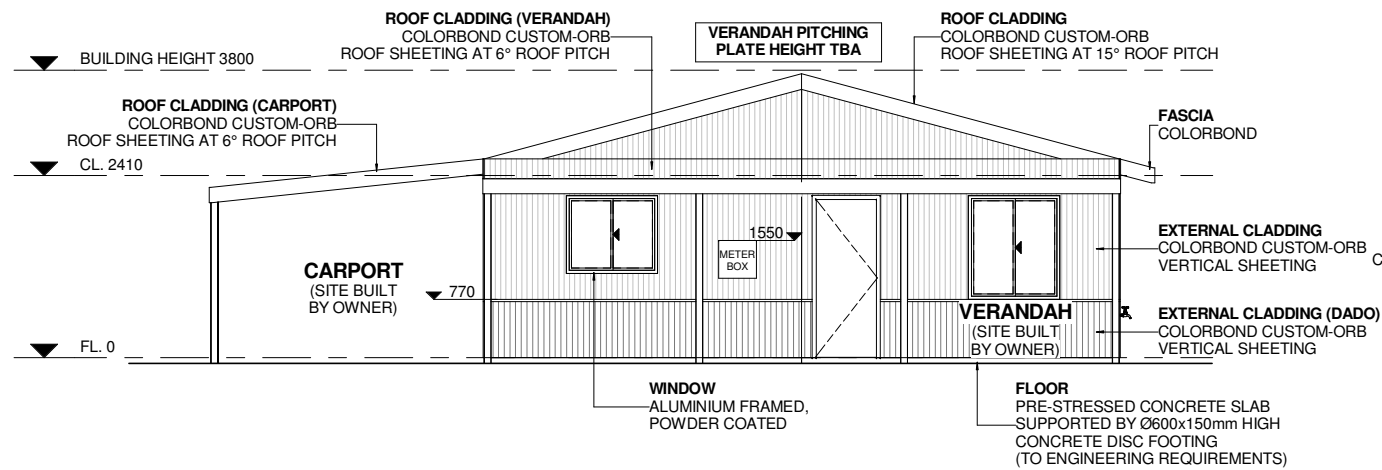 ROOF CLADDING (VERANDAH)
COLORBOND CUSTOM-ORB
ROOF SHEETING AT 6° ROOF PITCH
VERANDAH PITCHING
PLATE HEIGHT TBA
ROOF CLADDING
COLORBOND CUSTOM-ORB
ROOF SHEETING AT 15° ROOF PITCH
BUILDING HEIGHT 3800
ROOF CLADDING (CARPORT)
COLORBOND CUSTOM-ORB
ROOF SHEETING AT 6° ROOF PITCH
FASCIA
COLORBOND
CL. 2410
1550
METER
BOX
EXTERNAL CLADDING
COLORBOND CUSTOM-ORB
VERTICAL SHEETING
C
CARPORT
(SITE BUILT
BY OWNER)
770
VERANDAH
(SITE BUILT
BY OWNER)
EXTERNAL CLADDING (DADO)
COLORBOND CUSTOM-ORB
VERTICAL SHEETING
FL. 0
WINDOW
ALUMINIUM FRAMED,
POWDER COATED
FLOOR
PRE-STRESSED CONCRETE SLAB
SUPPORTED BY Ø600x150mm HIGH
CONCRETE DISC FOOTING
(TO ENGINEERING REQUIREMENTS)